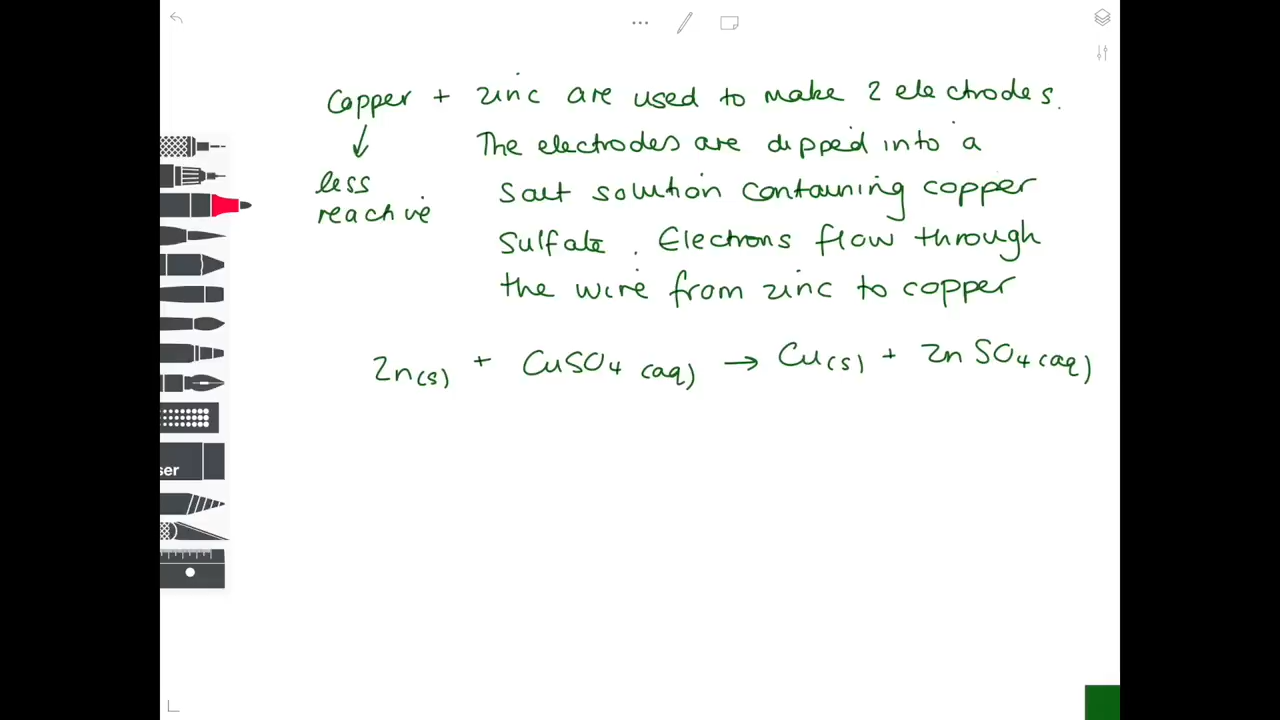 Copper + zinc are used to make 2 electrodes.
The electrodes are dipped into a
less
salt solution containing copper
reactive
sulfate. Electrons flow through
the wire from zinc to copper
Zn(s) + CuSO4 (aq) → Cu(s) + ZnSO4 (aq)
ser